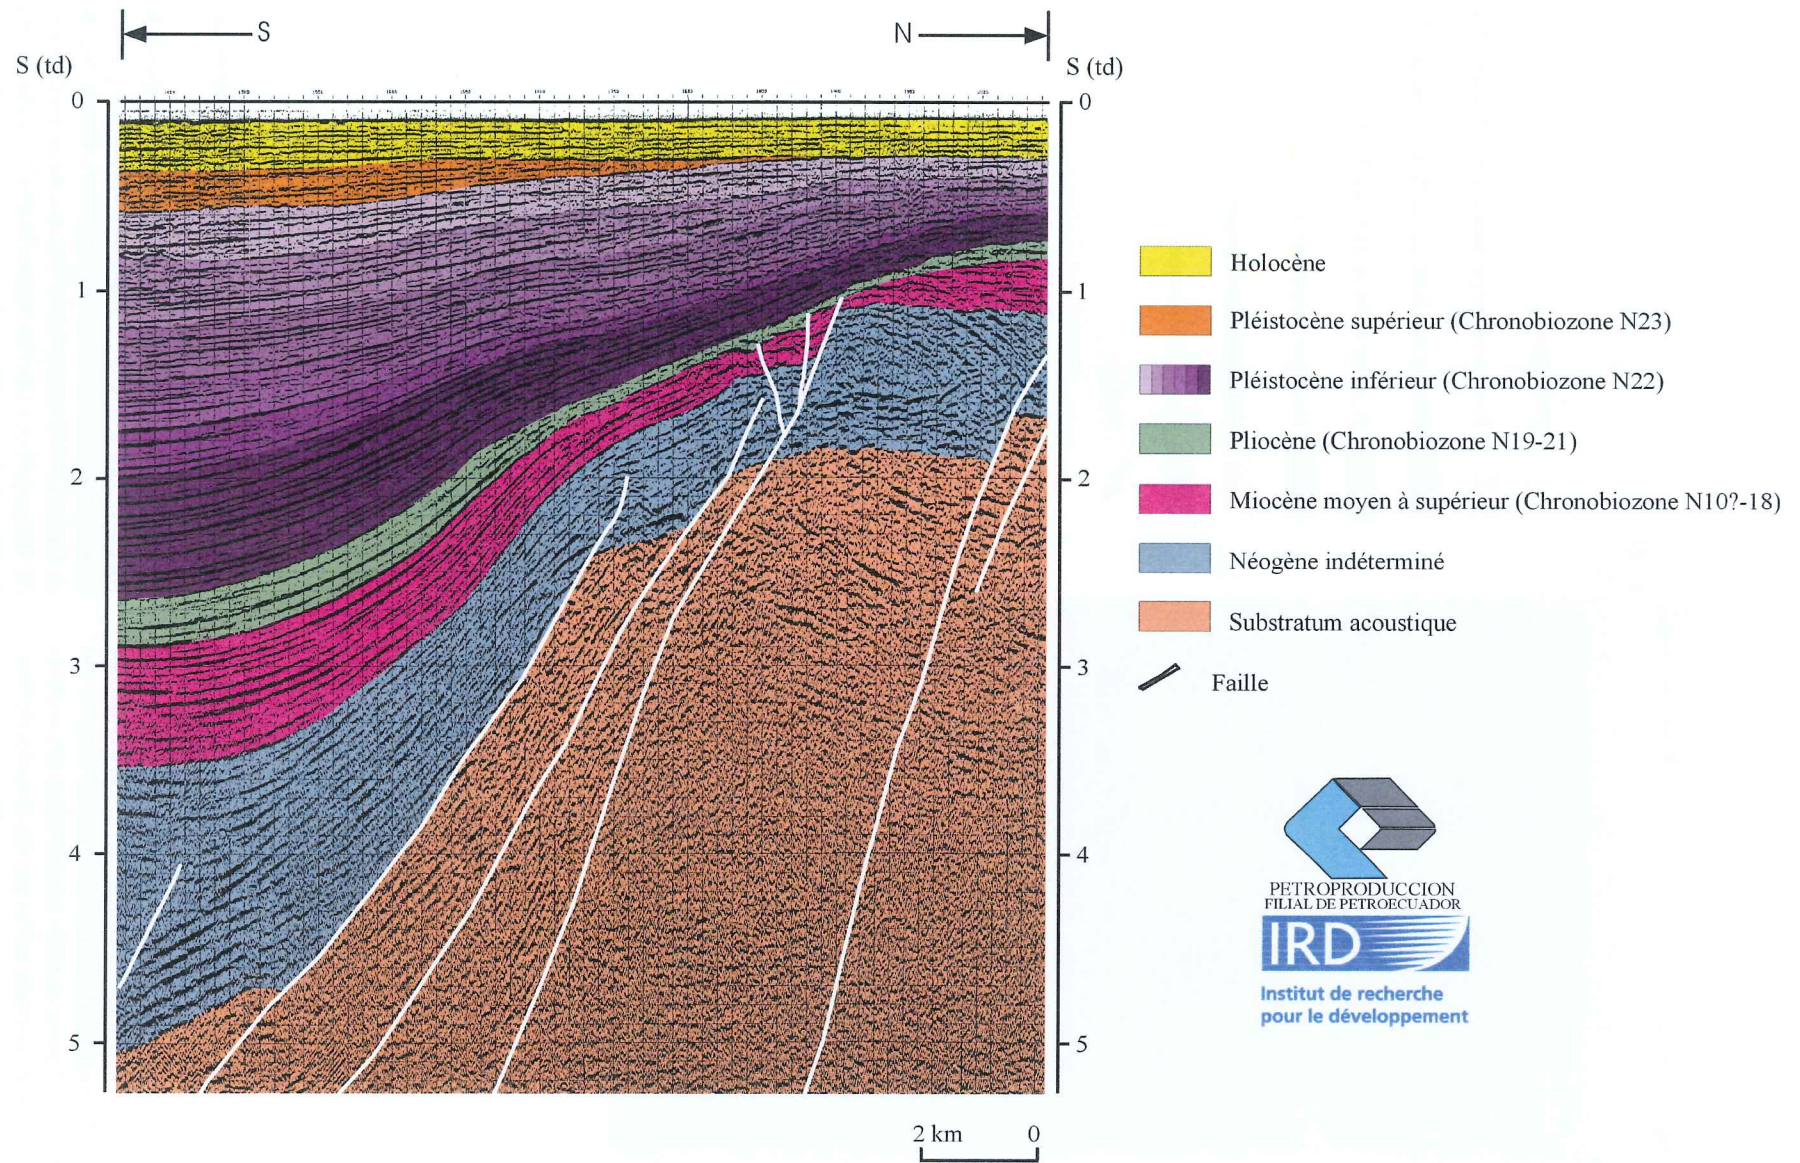 S
N
S (td)
S (td)
0
0
1
1
2
2
3
3
4
4
5
5
Holocène
Pléistocène supérieur (Chronobiozone N23)
Pléistocène inférieur (Chronobiozone N22)
Pliocène (Chronobiozone N19-21)
Miocène moyen à supérieur (Chronobiozone N10?-18)
Néogène indéterminé
Substratum acoustique
Faille
PETROPRODUCCION
FILIAL DE PETROECUADOR
IRD
Institut de recherche
pour le développement
2 km 0